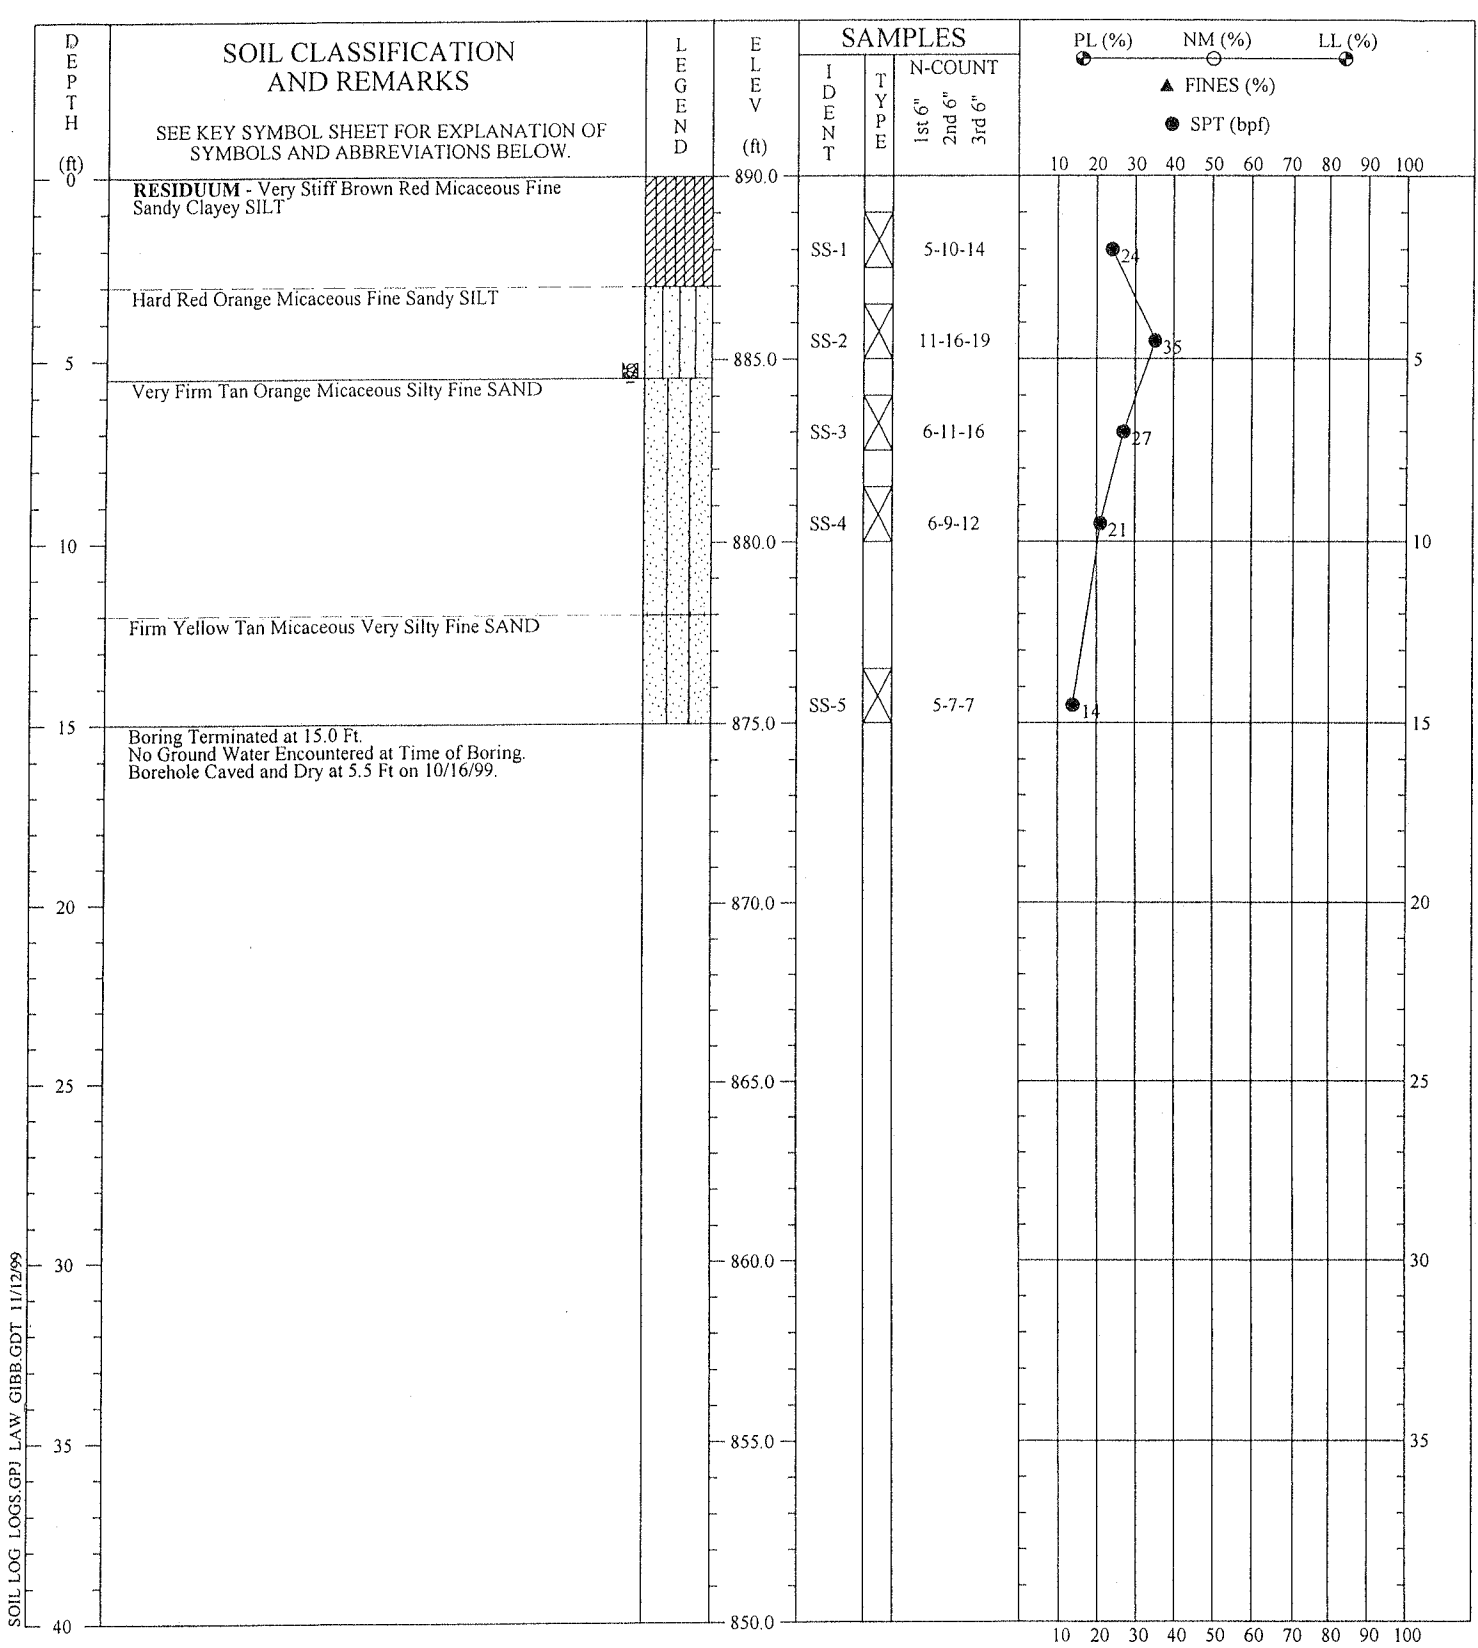 DEPTH
(ft)
SOIL CLASSIFICATION
AND REMARKS
SEE KEY SYMBOL SHEET FOR EXPLANATION OF
SYMBOLS AND ABBREVIATIONS BELOW.
LEGEND
ELEV
(ft)
SAMPLES
IDENT
TYPE
N-COUNT
1st 6"
2nd 6"
3rd 6"
PL (%) NM (%) LL (%)
▲ FINES (%)
● SPT (bpf)
10 20 30 40 50 60 70 80 90 100
0
RESIDUUM - Very Stiff Brown Red Micaceous Fine
Sandy Clayey SILT
890.0
SS-1 5-10-14 24
Hard Red Orange Micaceous Fine Sandy SILT
SS-2 11-16-19 35
5 885.0 5
Very Firm Tan Orange Micaceous Silty Fine SAND
SS-3 6-11-16 27
SS-4 6-9-12 21
10 880.0 10
Firm Yellow Tan Micaceous Very Silty Fine SAND
SS-5 5-7-7 14
15 875.0 15
Boring Terminated at 15.0 Ft.
No Ground Water Encountered at Time of Boring.
Borehole Caved and Dry at 5.5 Ft on 10/16/99.
20 870.0 20
25 865.0 25
30 860.0 30
35 855.0 35
40 850.0
10 20 30 40 50 60 70 80 90 100
SOIL LOG LOGS.GPJ LAW_GIBB.GDT 11/12/99